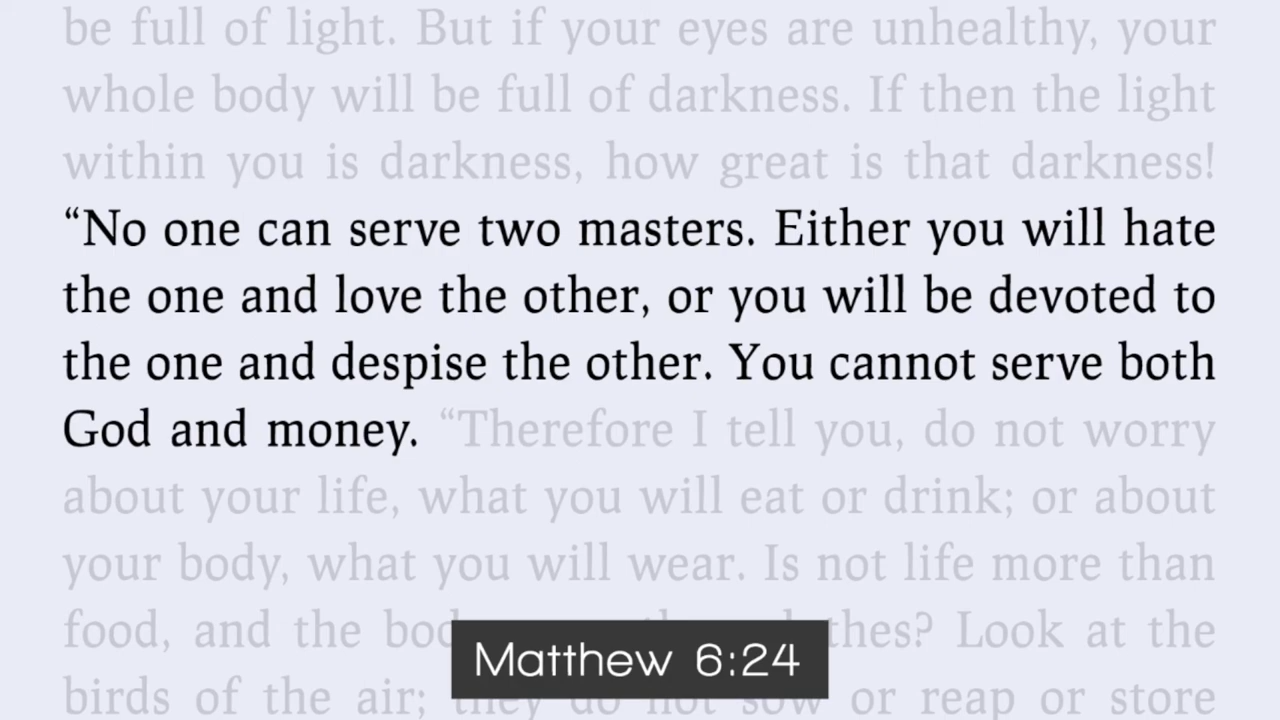 be full of light. But if your eyes are unhealthy, your
whole body will be full of darkness. If then the light
within you is darkness, how great is that darkness!
“No one can serve two masters. Either you will hate
the one and love the other, or you will be devoted to
the one and despise the other. You cannot serve both
God and money. “Therefore I tell you, do not worry
about your life, what you will eat or drink; or about
your body, what you will wear. Is not life more than
food, and the Look at the
Matthew 6:24
birds of the air; they do not sow or reap or store